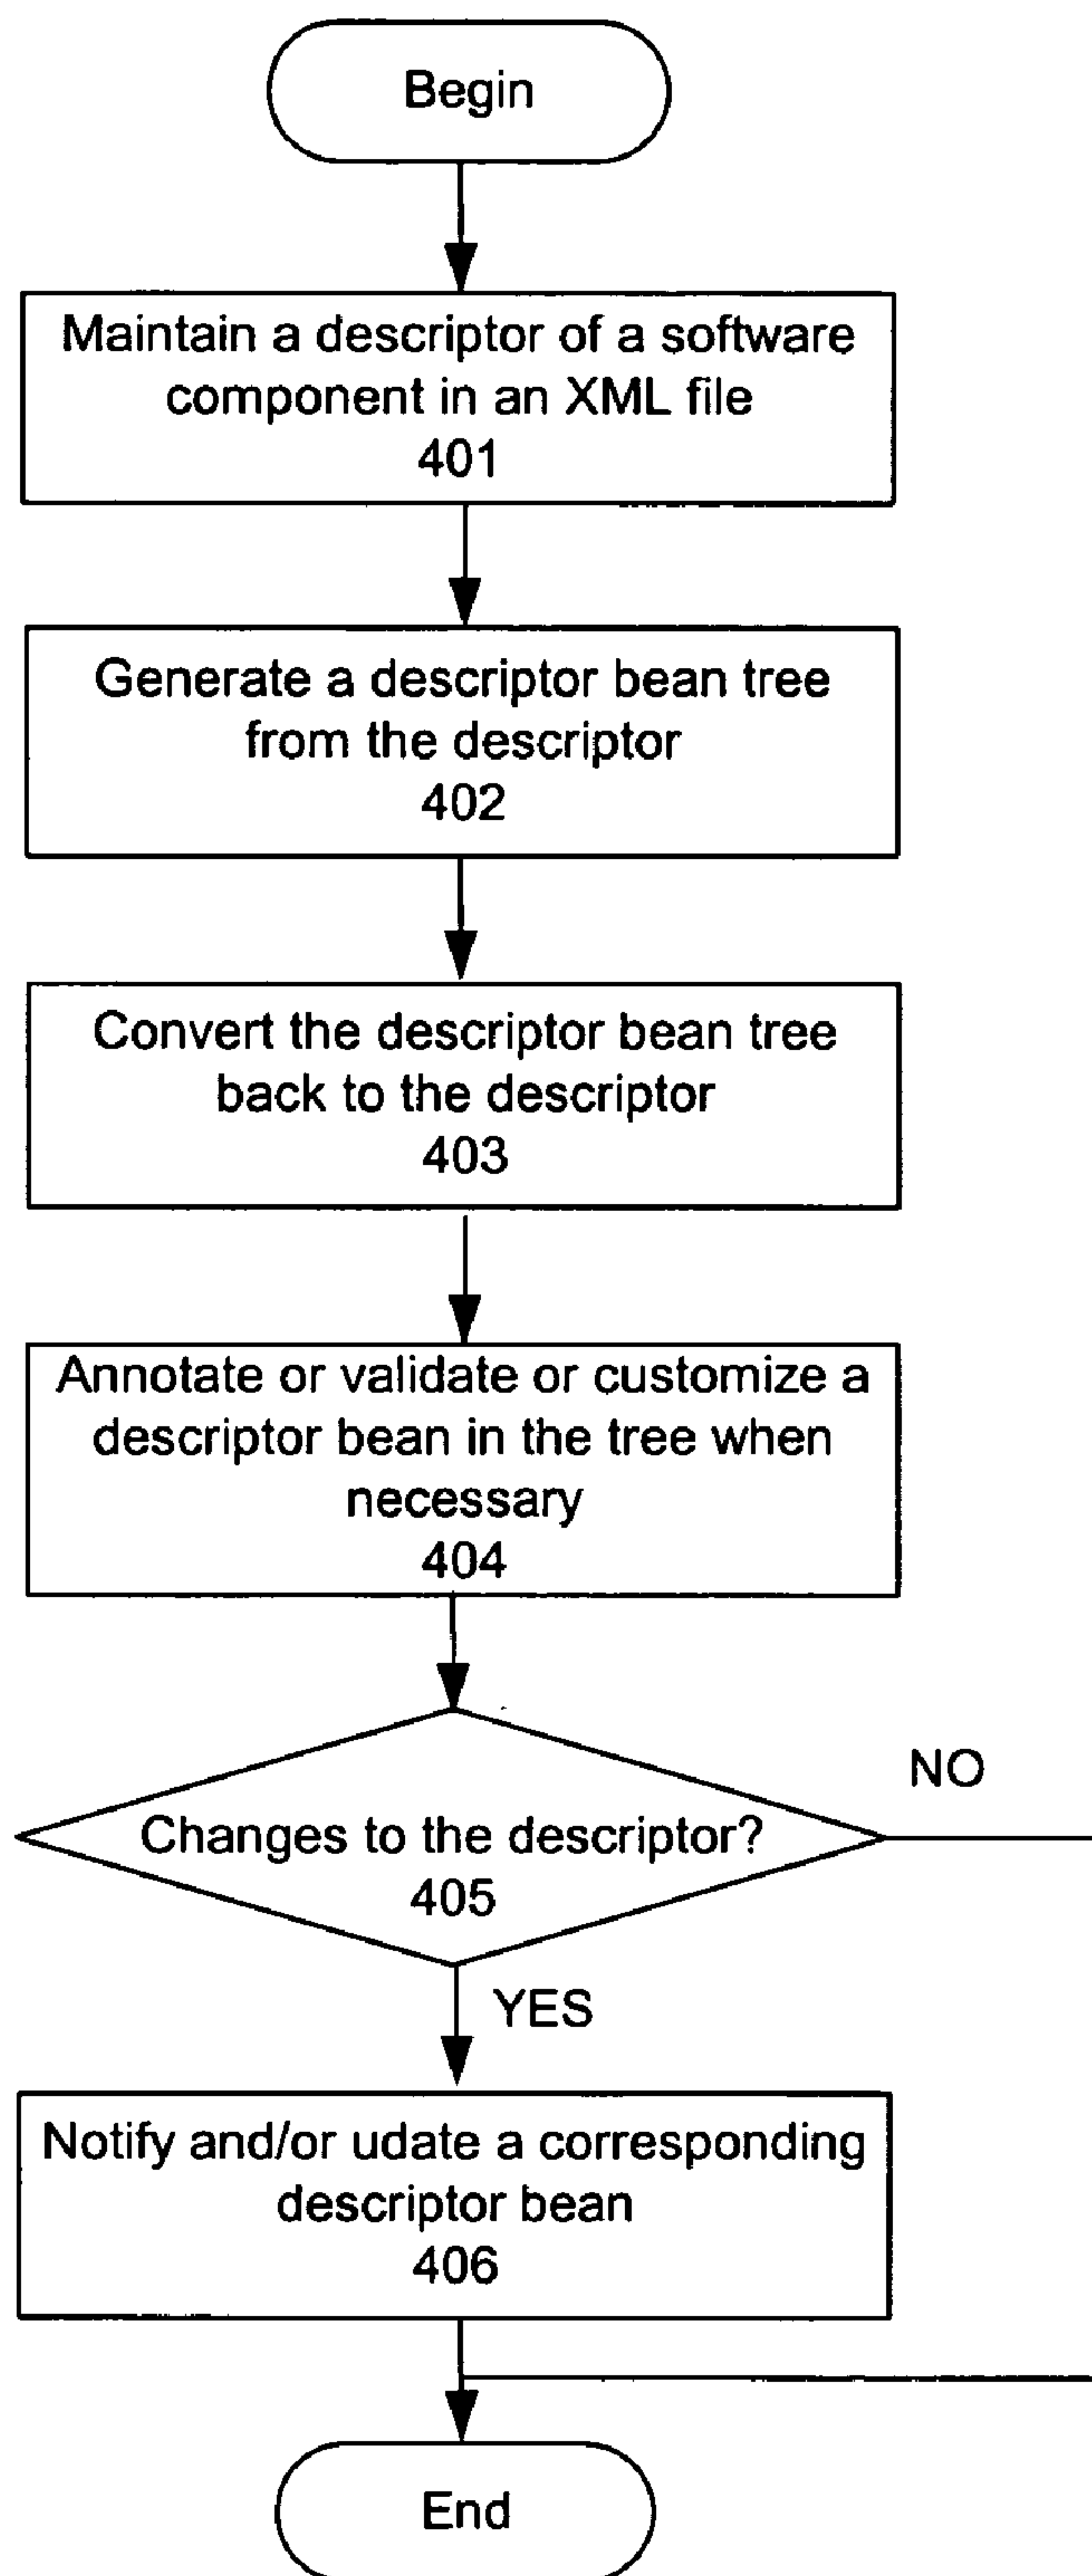 Begin
Maintain a descriptor of a software
component in an XML file
401
Generate a descriptor bean tree
from the descriptor
402
Convert the descriptor bean tree
back to the descriptor
403
Annotate or validate or customize a
descriptor bean in the tree when
necessary
404
Changes to the descriptor?
405
NO
YES
Notify and/or udate a corresponding
descriptor bean
406
End